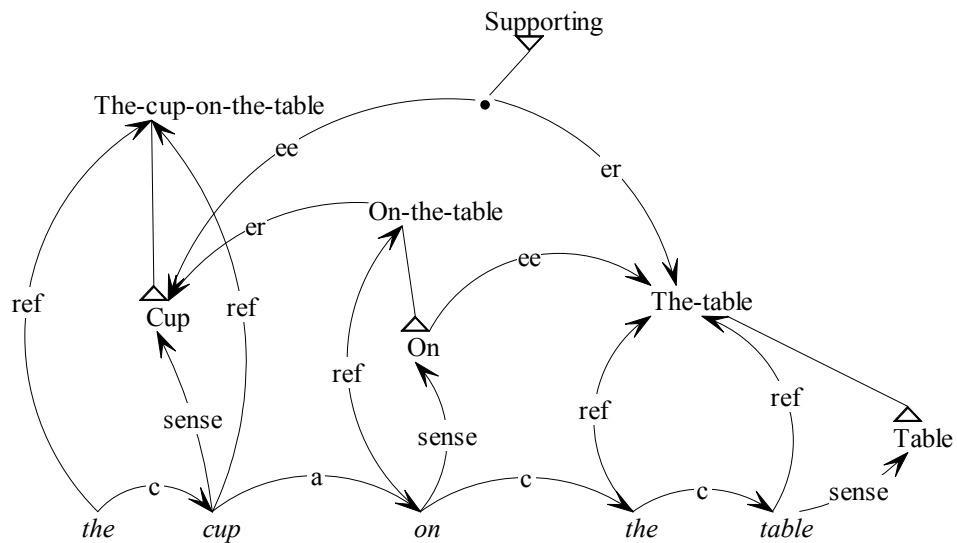 Supporting
The-cup-on-the-table
ee
er
On-the-table
er
ee
ref
Cup
ref
The-table
On
ref
ref
ref
sense
sense
Table
c
a
c
c
sense
the cup on the table